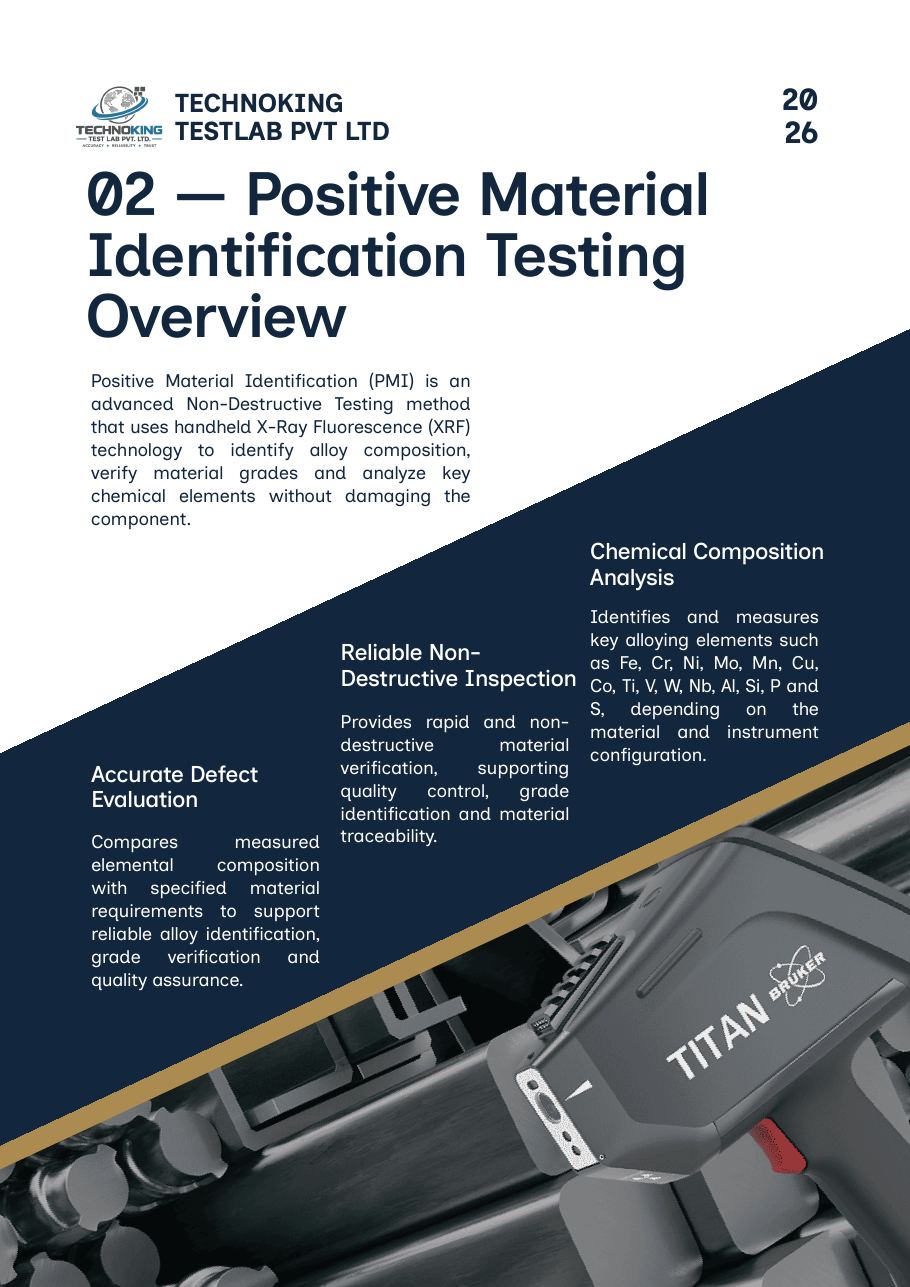 TECHNOKING
TEST LAB PVT. LTD.
ACCURACY • RELIABILITY • TRUST
TECHNOKING
TESTLAB PVT LTD
20
26
02 — Positive Material
Identification Testing
Overview
Positive Material Identification (PMI) is an
advanced Non-Destructive Testing method
that uses handheld X-Ray Fluorescence (XRF)
technology to identify alloy composition,
verify material grades and analyze key
chemical elements without damaging the
component.
Accurate Defect
Evaluation
Compares measured
elemental composition
with specified material
requirements to support
reliable alloy identification,
grade verification and
quality assurance.
Reliable Non-
Destructive Inspection
Provides rapid and non-
destructive material
verification, supporting
quality control, grade
identification and material
traceability.
Chemical Composition
Analysis
Identifies and measures
key alloying elements such
as Fe, Cr, Ni, Mo, Mn, Cu,
Co, Ti, V, W, Nb, Al, Si, P and
S, depending on the
material and instrument
configuration.
TITAN
BRUKER